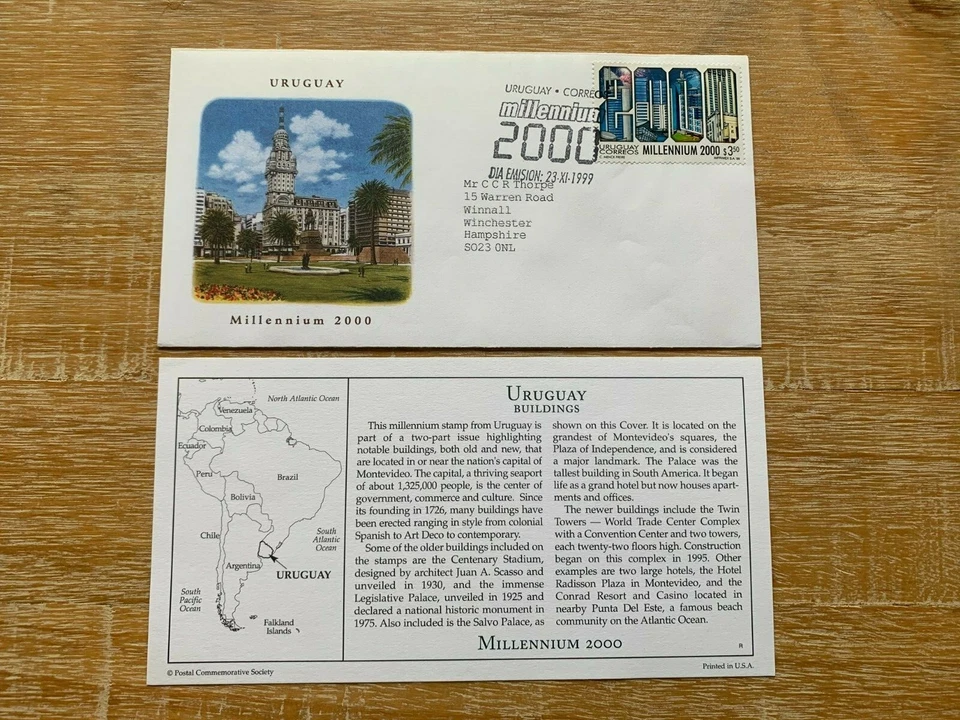 URUGUAY
Millennium 2000
URUGUAY • CORREOS
millennium
2000
DIA EMISION: 23-XI-1999
2000
URUGUAY
CORREOS
MILLENNIUM 2000 $3.50
Mr C C R Thorpe
15 Warren Road
Winnall
Winchester
Hampshire
SO23 0NL
North Atlantic Ocean
Venezuela
Colombia
Ecuador
Peru
Brazil
Bolivia
Chile
South
Atlantic
Ocean
Argentina
URUGUAY
South
Pacific
Ocean
Falkland
Islands
URUGUAY
BUILDINGS
This millennium stamp from Uruguay is
part of a two-part issue highlighting
notable buildings, both old and new, that
are located in or near the nation's capital of
Montevideo. The capital, a thriving seaport
of about 1,325,000 people, is the center of
government, commerce and culture. Since
its founding in 1726, many buildings have
been erected ranging in style from colonial
Spanish to Art Deco to contemporary.
Some of the older buildings included on
the stamps are the Centenary Stadium,
designed by architect Juan A. Scasso and
unveiled in 1930, and the immense
Legislative Palace, unveiled in 1925 and
declared a national historic monument in
1975. Also included is the Salvo Palace, as
shown on this Cover. It is located on the
grandest of Montevideo's squares, the
Plaza of Independence, and is considered
a major landmark. The Palace was the
tallest building in South America. It began
life as a grand hotel but now houses apart-
ments and offices.
The newer buildings include the Twin
Towers — World Trade Center Complex
with a Convention Center and two towers,
each twenty-two floors high. Construction
began on this complex in 1995. Other
examples are two large hotels, the Hotel
Radisson Plaza in Montevideo, and the
Conrad Resort and Casino located in
nearby Punta Del Este, a famous beach
community on the Atlantic Ocean.
MILLENNIUM 2000
R
© Postal Commemorative Society
Printed in U.S.A.